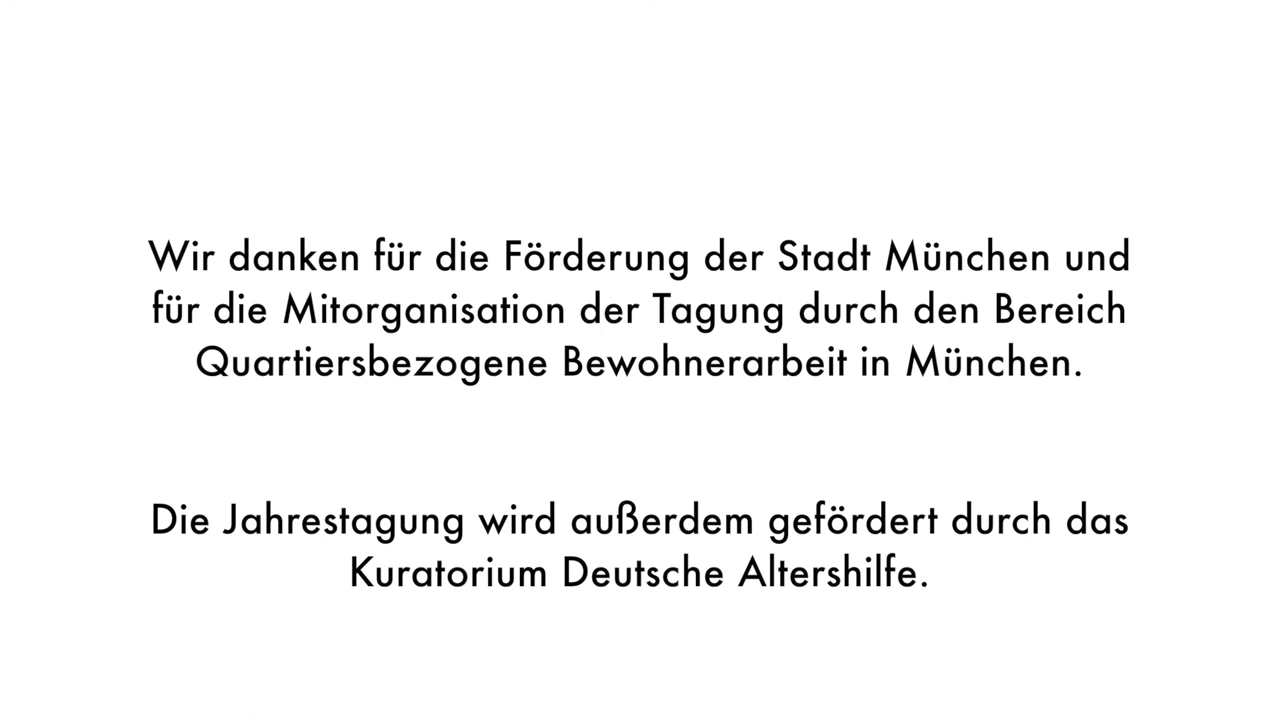 Wir danken für die Förderung der Stadt München und
für die Mitorganisation der Tagung durch den Bereich
Quartiersbezogene Bewohnerarbeit in München.
Die Jahrestagung wird außerdem gefördert durch das
Kuratorium Deutsche Altershilfe.